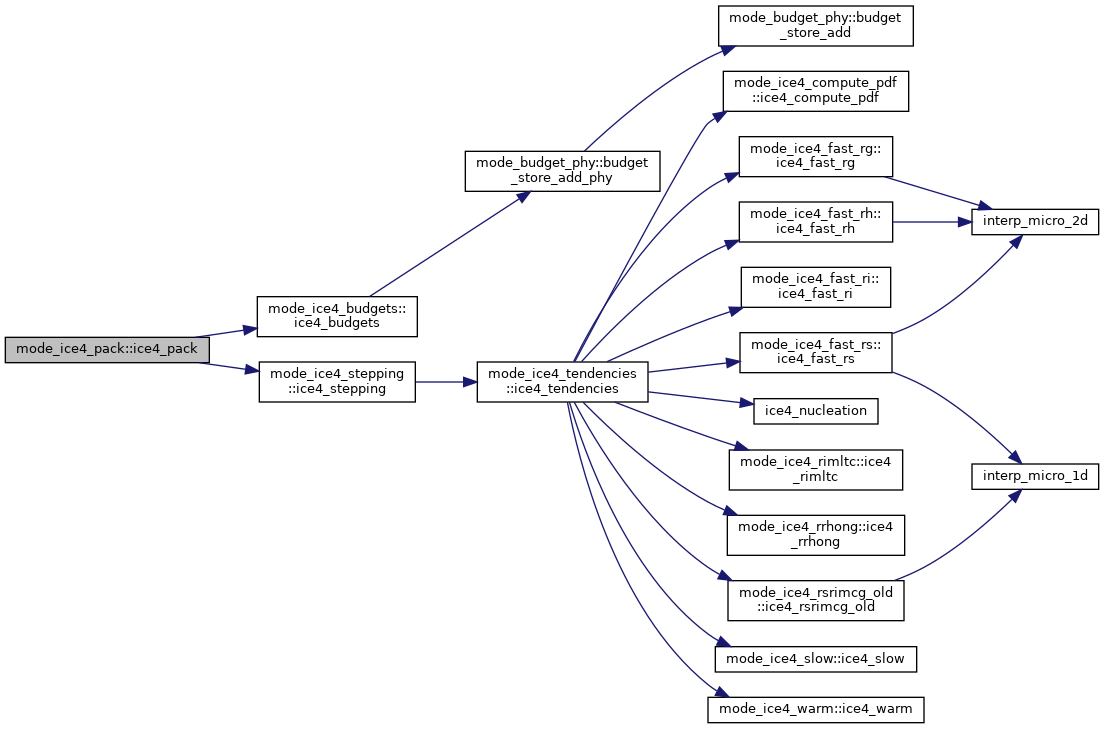 mode_ice4_pack::ice4_pack
mode_ice4_budgets::
ice4_budgets
mode_ice4_stepping
::ice4_stepping
mode_budget_phy::budget
_store_add_phy
mode_ice4_tendencies
::ice4_tendencies
mode_budget_phy::budget
_store_add
mode_ice4_compute_pdf
::ice4_compute_pdf
mode_ice4_fast_rg::
ice4_fast_rg
mode_ice4_fast_rh::
ice4_fast_rh
mode_ice4_fast_ri::
ice4_fast_ri
mode_ice4_fast_rs::
ice4_fast_rs
ice4_nucleation
mode_ice4_rimltc::ice4
_rimltc
mode_ice4_rrhong::ice4
_rrhong
mode_ice4_rsrimcg_old
::ice4_rsrimcg_old
mode_ice4_slow::ice4_slow
mode_ice4_warm::ice4_warm
interp_micro_2d
interp_micro_1d